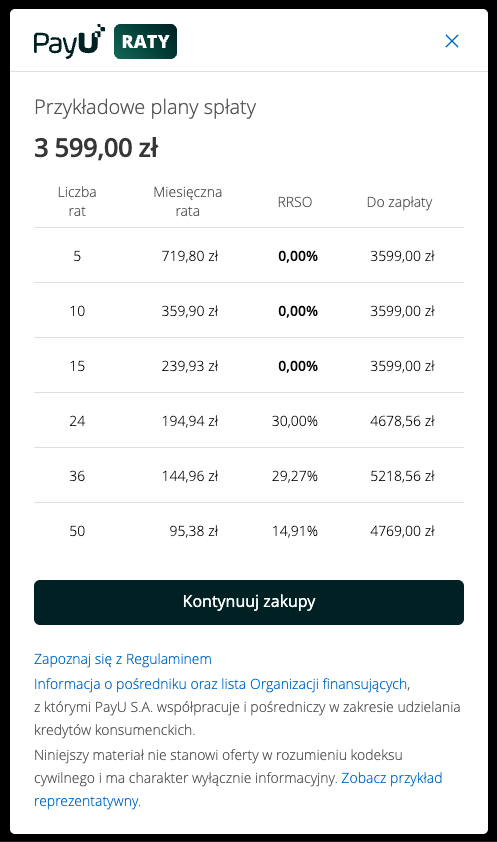 PayU RATY
Przykładowe plany spłaty
3 599,00 zł
Liczba rat Miesięczna rata RRSO Do zapłaty
5 719,80 zł 0,00% 3599,00 zł
10 359,90 zł 0,00% 3599,00 zł
15 239,93 zł 0,00% 3599,00 zł
24 194,94 zł 30,00% 4678,56 zł
36 144,96 zł 29,27% 5218,56 zł
50 95,38 zł 14,91% 4769,00 zł
Kontynuuj zakupy
Zapoznaj się z Regulaminem
Informacja o pośredniku oraz lista Organizacji finansujących,
z którymi PayU S.A. współpracuje i pośredniczy w zakresie udzielania
kredytów konsumenckich.
Niniejszy materiał nie stanowi oferty w rozumieniu kodeksu
cywilnego i ma charakter wyłącznie informacyjny. Zobacz przykład
reprezentatywny.